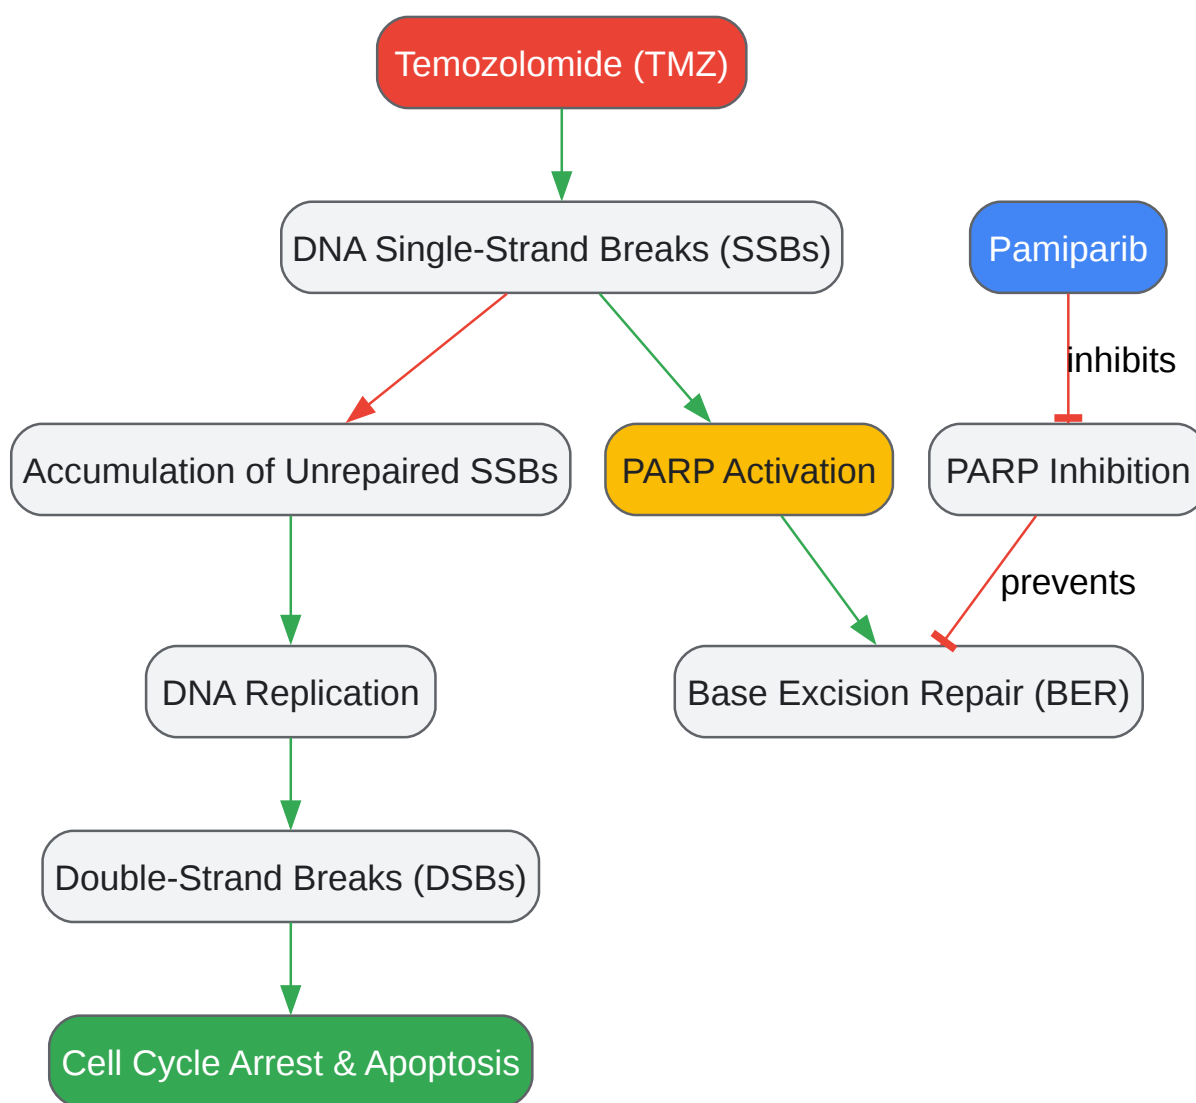 Temozolomide (TMZ)
DNA Single-Strand Breaks (SSBs)
Pamiparib
inhibits
Accumulation of Unrepaired SSBs
PARP Activation
PARP Inhibition
prevents
DNA Replication
Base Excision Repair (BER)
Double-Strand Breaks (DSBs)
Cell Cycle Arrest & Apoptosis